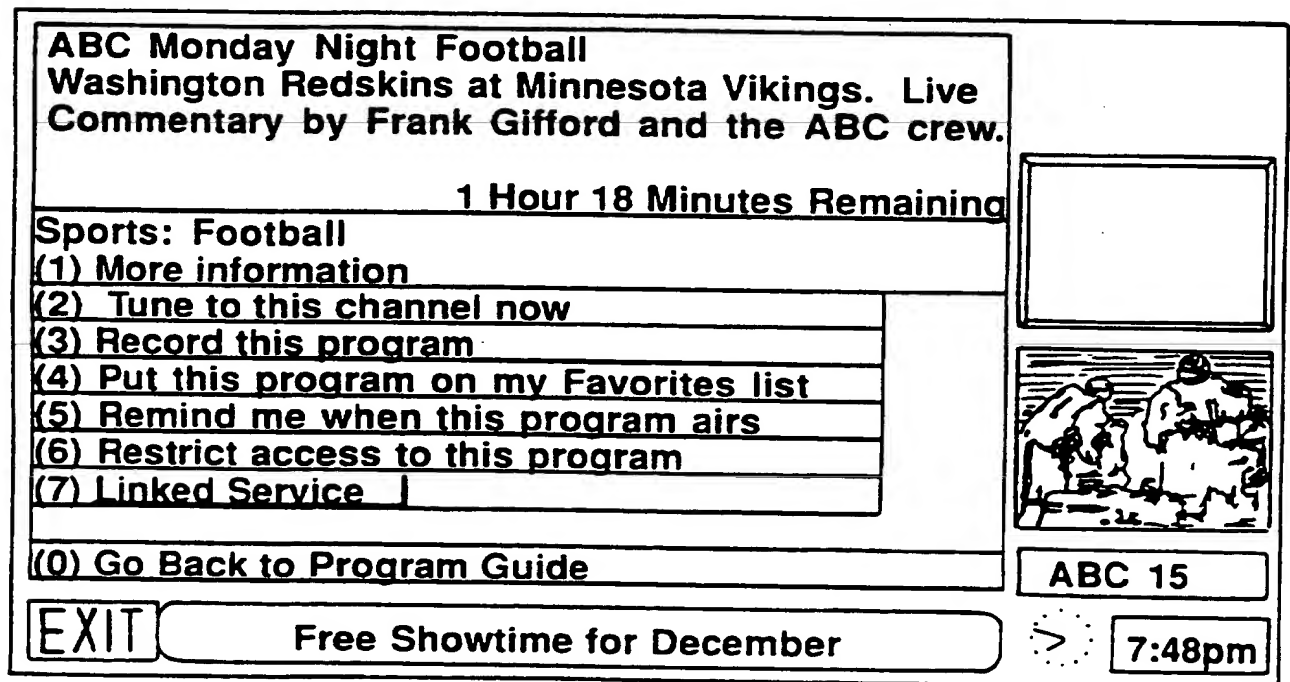 ABC Monday Night Football
Washington Redskins at Minnesota Vikings. Live
Commentary by Frank Gifford and the ABC crew.
1 Hour 18 Minutes Remaining
Sports: Football
(1) More information
(2) Tune to this channel now
(3) Record this program
(4) Put this program on my Favorites list
(5) Remind me when this program airs
(6) Restrict access to this program
(7) Linked Service
(0) Go Back to Program Guide
ABC 15
EXIT
Free Showtime for December
7:48pm